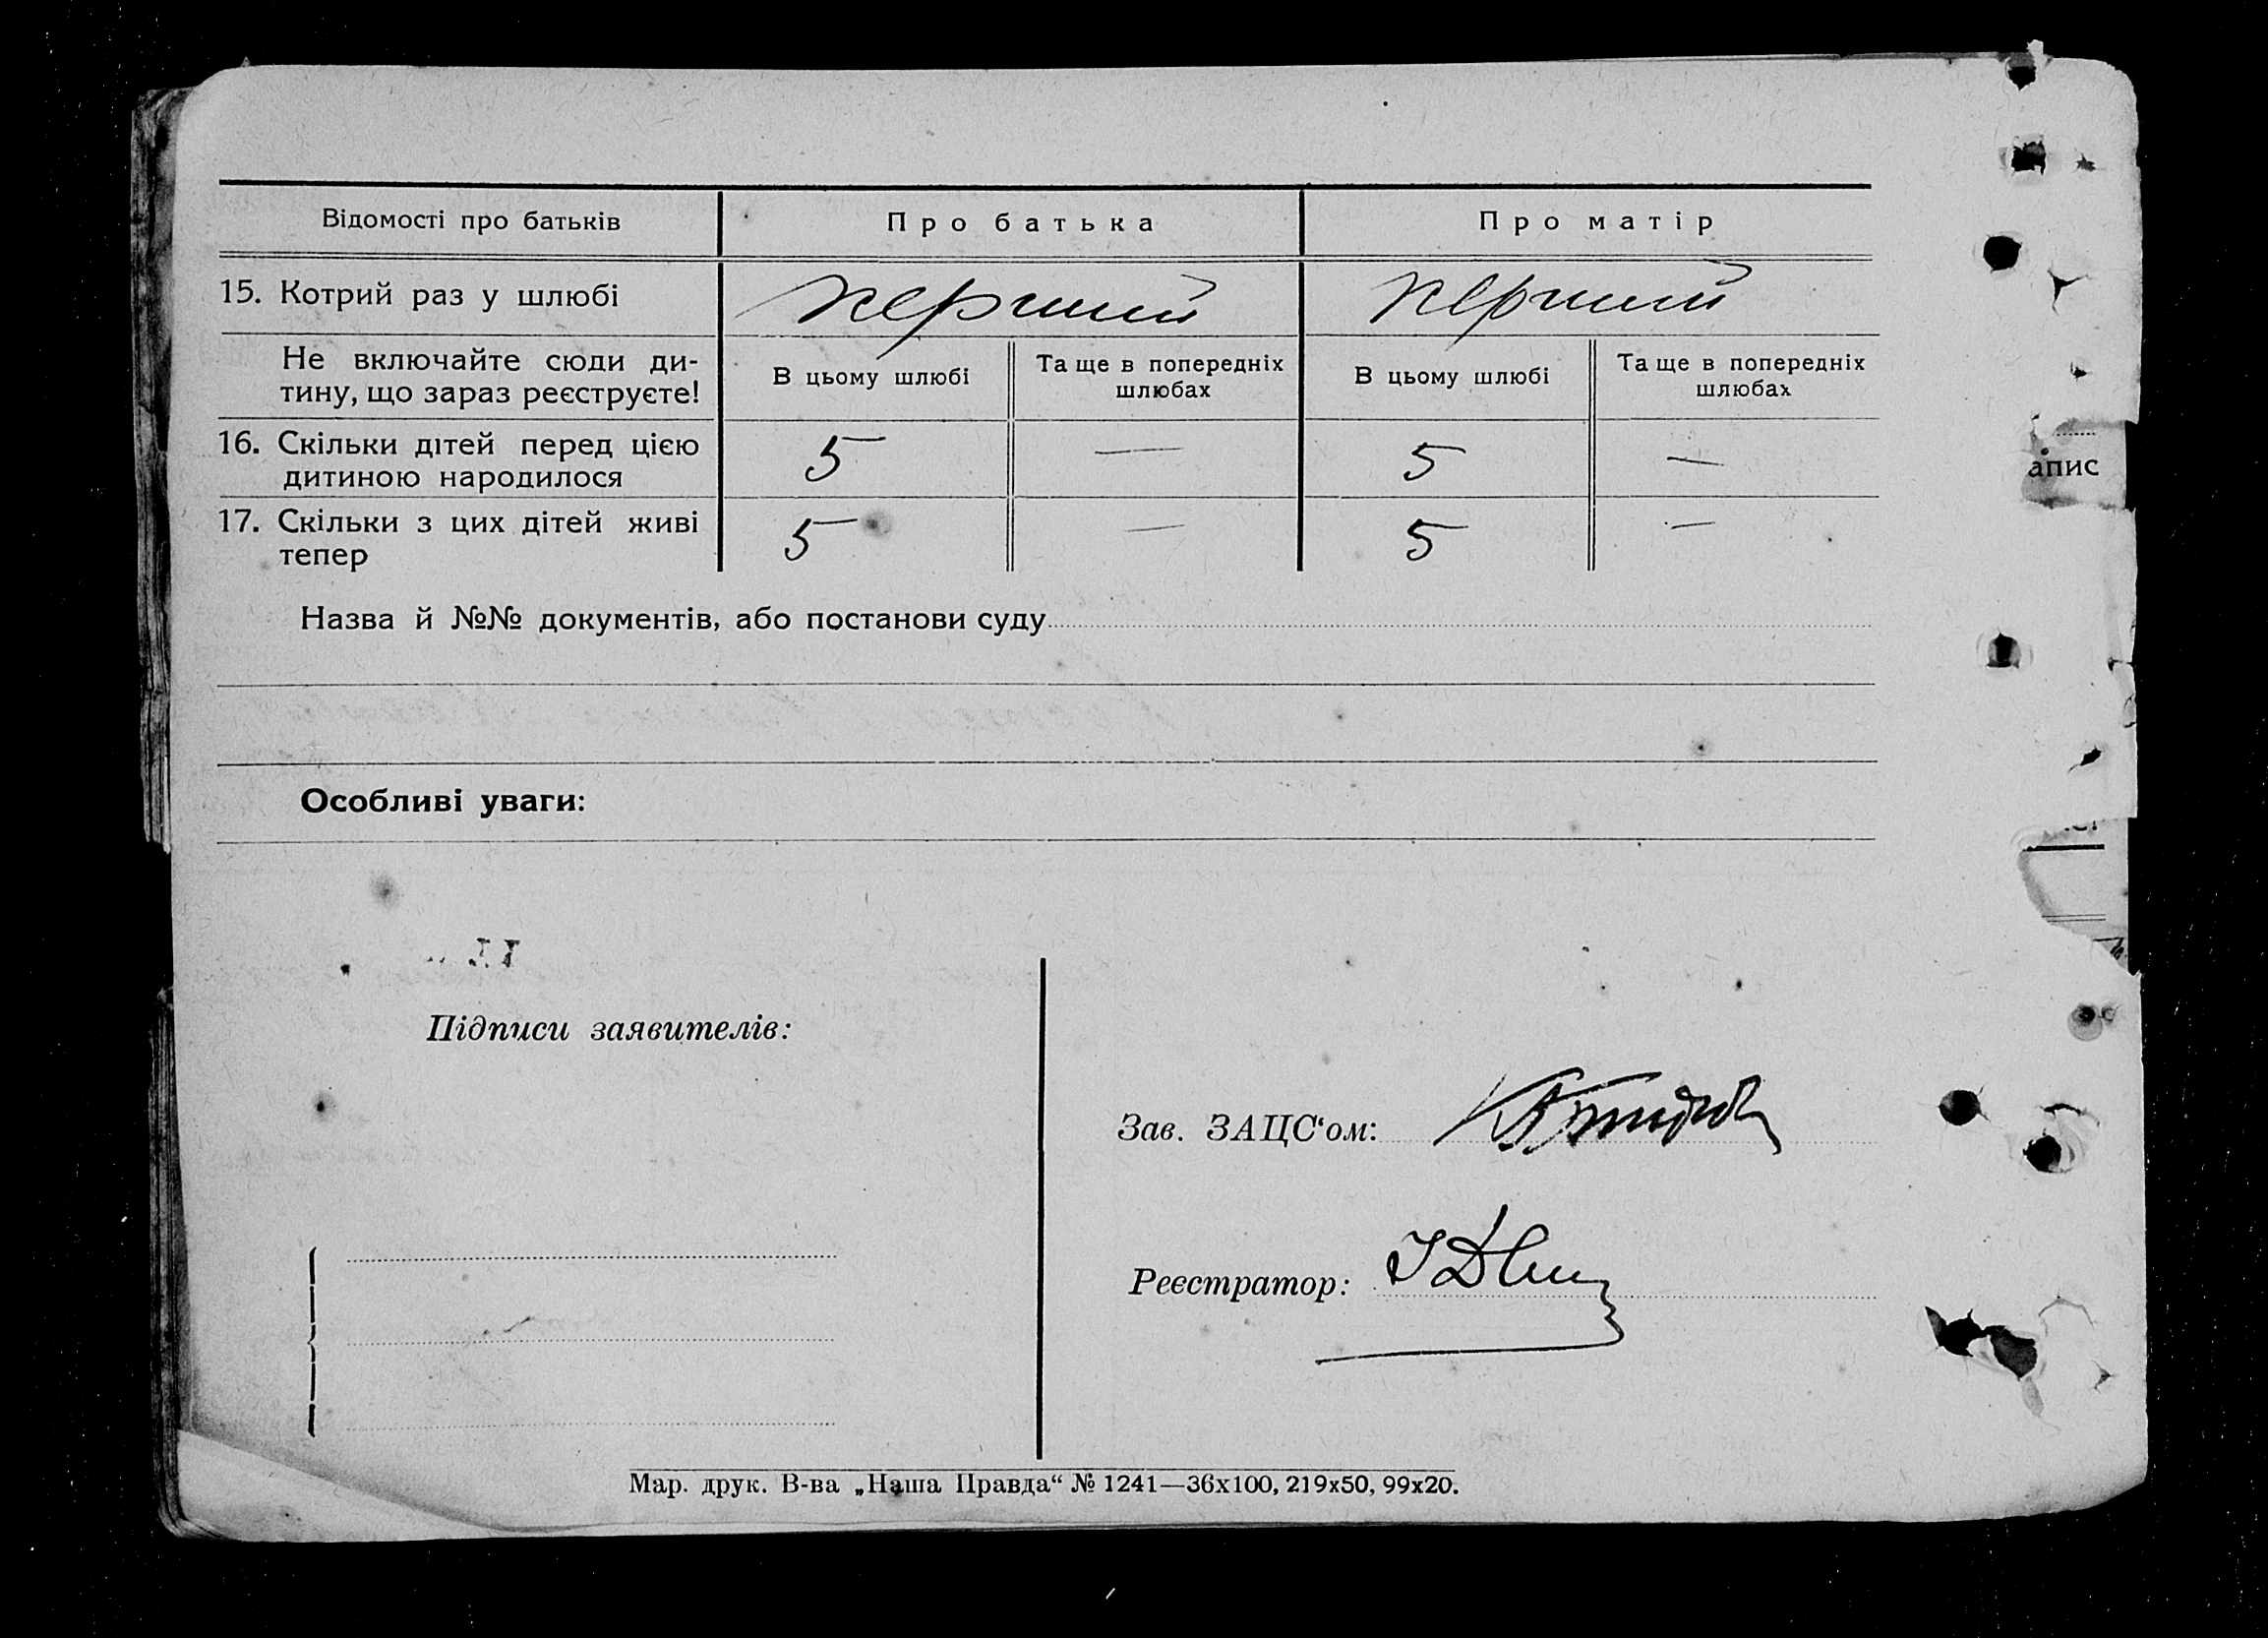 Відомості про батьків Про батька Про матір
15. Котрий раз у шлюбі перший перший
Не включайте сюди ди-
тину, що зараз реєструєте!
В цьому шлюбі Та ще в попередніх
шлюбах
В цьому шлюбі Та ще в попередніх
шлюбах
16. Скільки дітей перед цією
дитиною народилося
5 — 5 —
17. Скільки з цих дітей живі
тепер
5 — 5 —
апис
Назва й №№ документів, або постанови суду
Особливі уваги:
Підписи заявителів:
Зав. ЗАЦС‘ом:
Реєстратор:
Мар. друк. В-ва „Наша Правда“ № 1241—36х100, 219х50, 99х20.